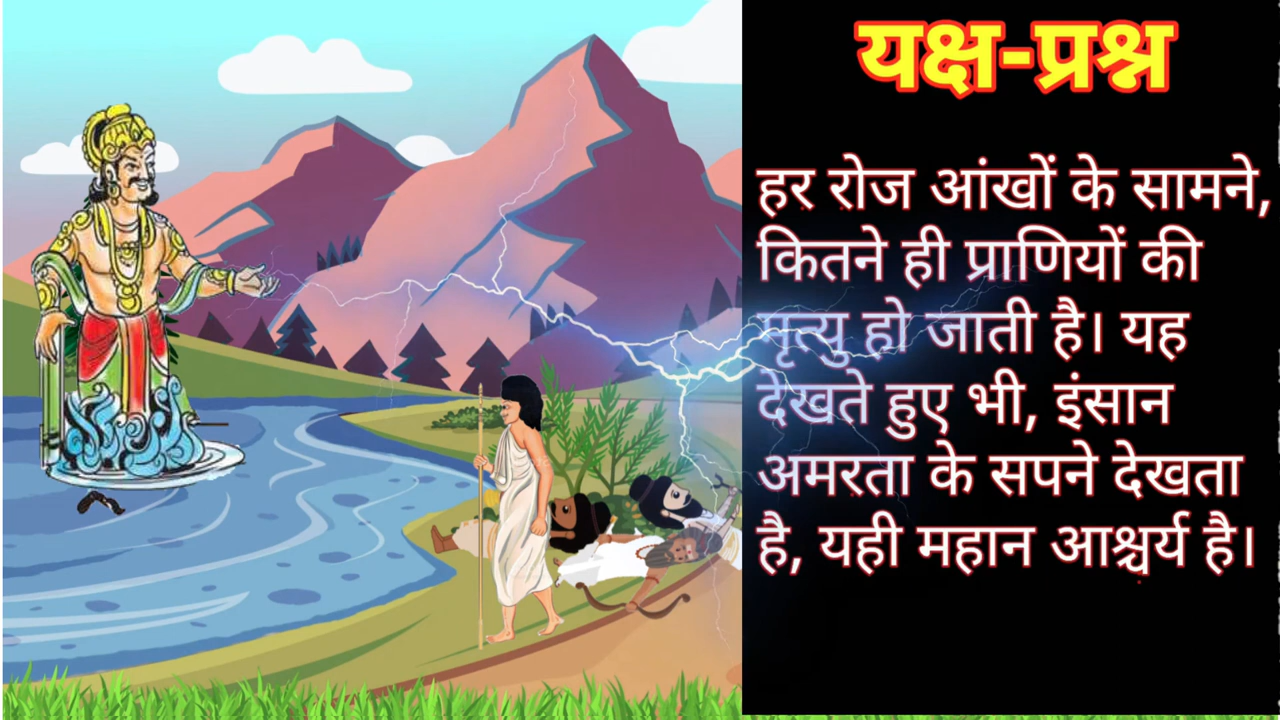 यक्ष-प्रश्न
हर रोज आंखों के सामने,
कितने ही प्राणियों की
मृत्यु हो जाती है। यह
देखते हुए भी, इंसान
अमरता के सपने देखता
है, यही महान आश्चर्य है।